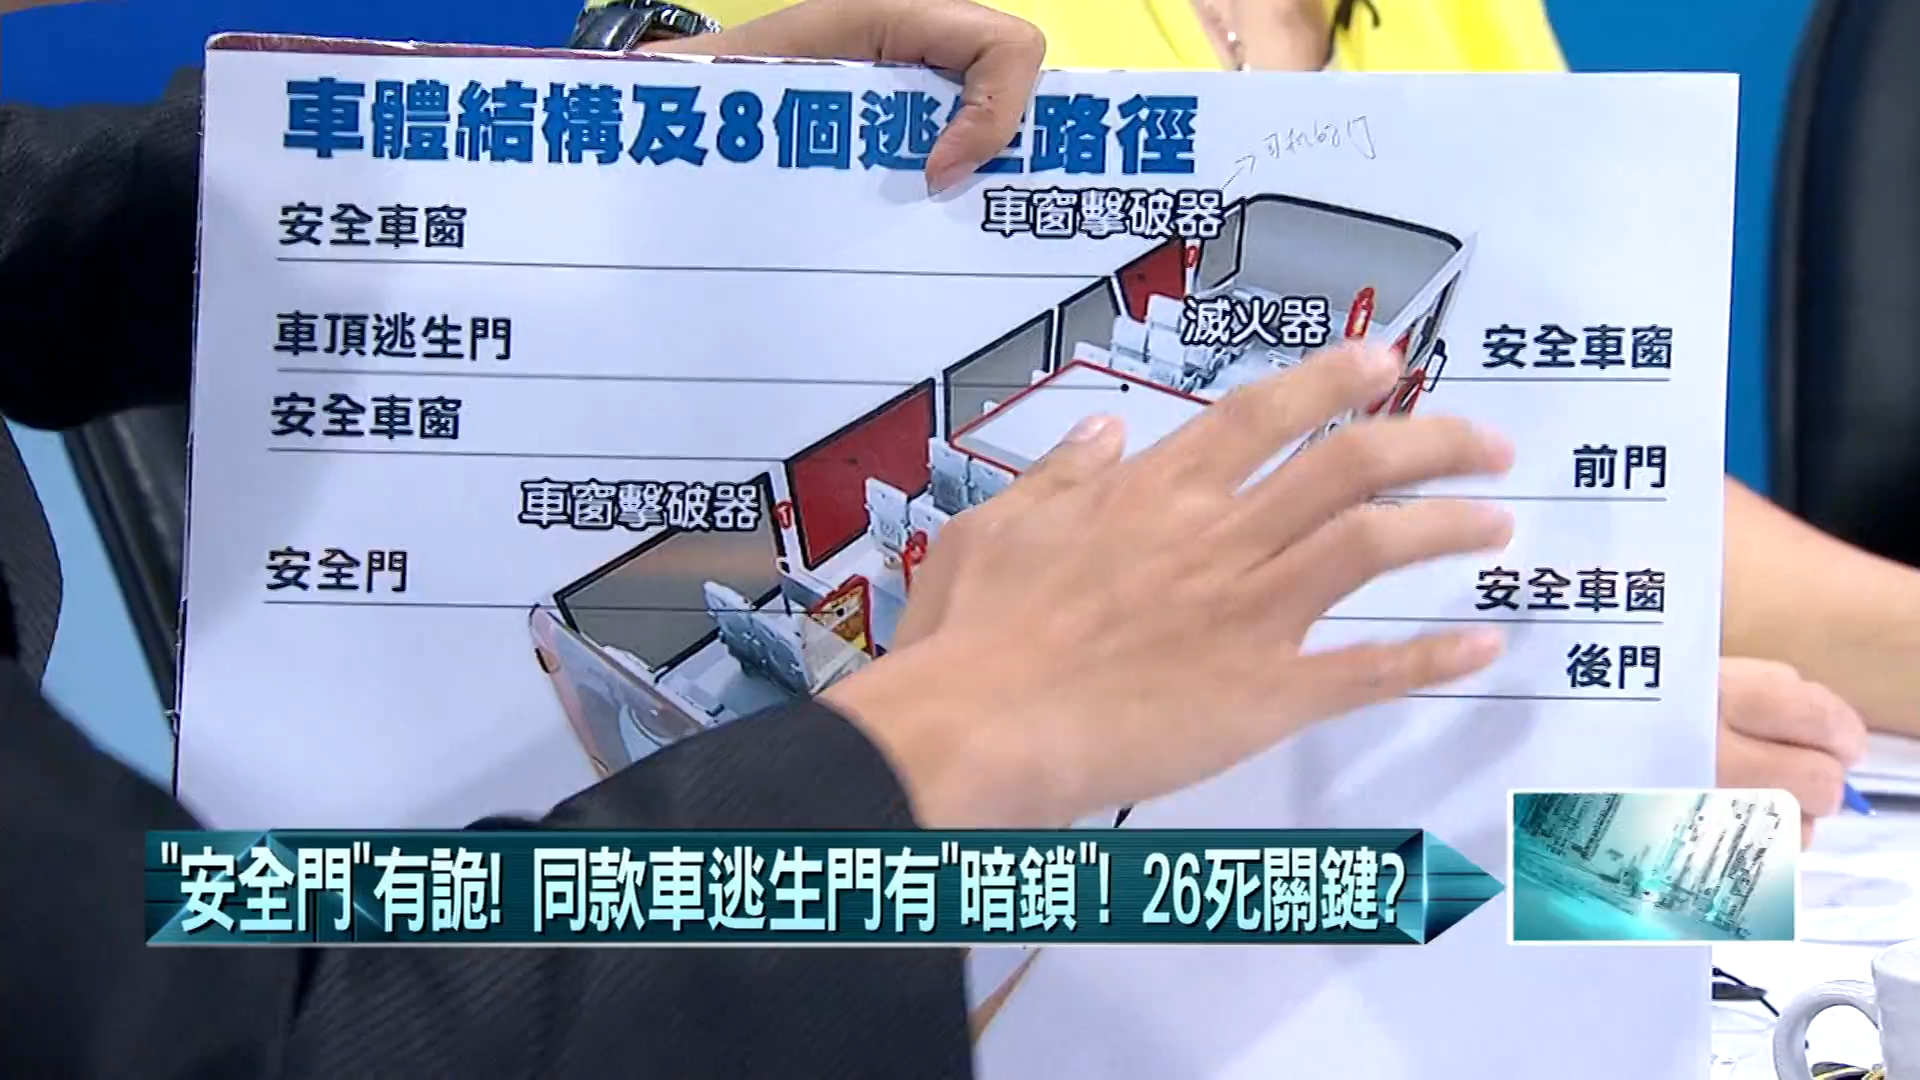 車體結構及8個逃生路徑
安全車窗
車窗擊破器
車頂逃生門
滅火器
安全車窗
安全車窗
前門
車窗擊破器
安全門
安全車窗
後門
"安全門"有詭! 同款車逃生門有"暗鎖"! 26死關鍵?